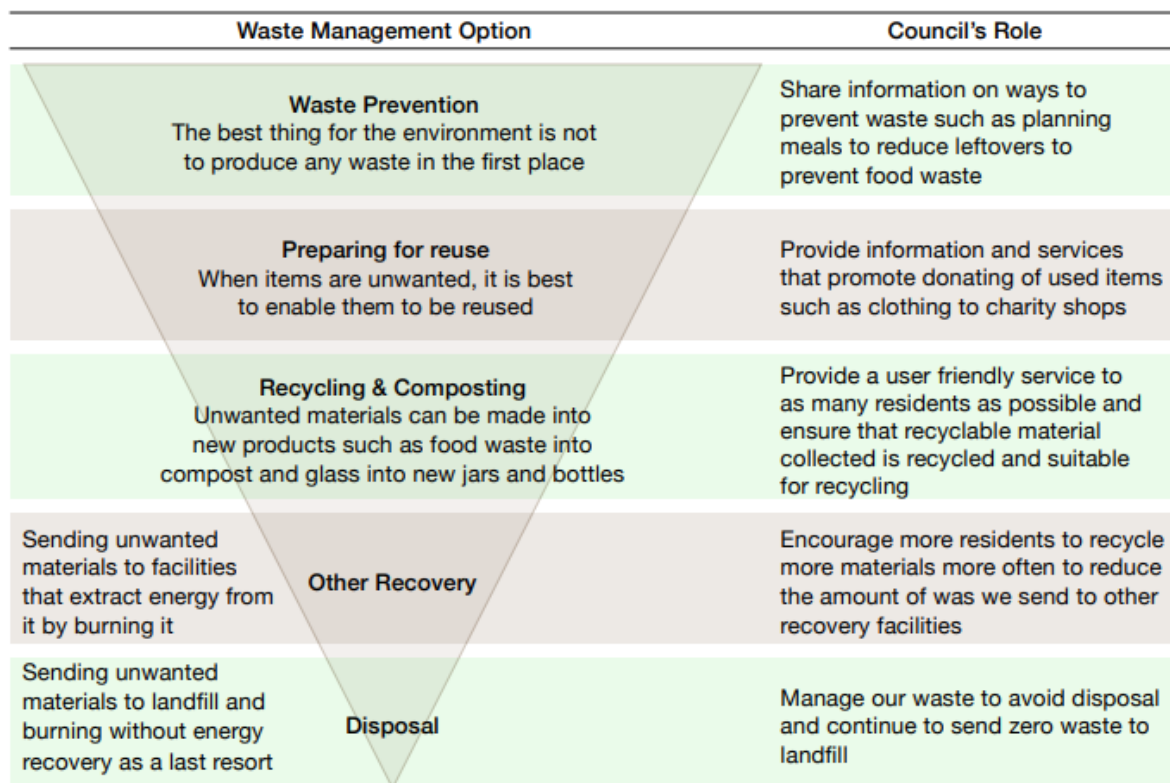 Waste Management Option
Council's Role
Waste Prevention
The best thing for the environment is not
to produce any waste in the first place
Share information on ways to
prevent waste such as planning
meals to reduce leftovers to
prevent food waste
Preparing for reuse
When items are unwanted, it is best
to enable them to be reused
Provide information and services
that promote donating of used items
such as clothing to charity shops
Recycling & Composting
Unwanted materials can be made into
new products such as food waste into
compost and glass into new jars and bottles
Provide a user friendly service to
as many residents as possible and
ensure that recyclable material
collected is recycled and suitable
for recycling
Sending unwanted
materials to facilities
that extract energy from
it by burning it
Other Recovery
Encourage more residents to recycle
more materials more often to reduce
the amount of was we send to other
recovery facilities
Sending unwanted
materials to landfill and
burning without energy
recovery as a last resort
Disposal
Manage our waste to avoid disposal
and continue to send zero waste to
landfill